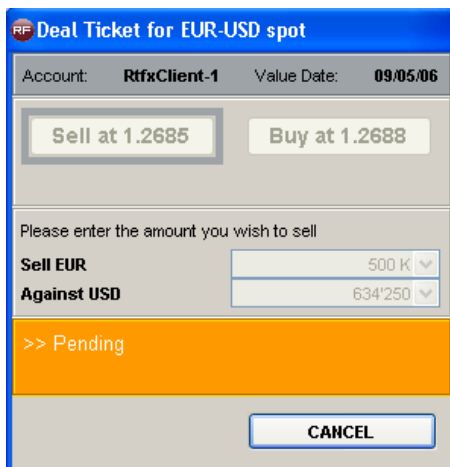 RF Deal Ticket for EUR-USD spot
Account: RtfxClient-1 Value Date: 09/05/06
Sell at 1.2685 Buy at 1.2688
Please enter the amount you wish to sell
Sell EUR 500 K
Against USD 634'250
>> Pending
CANCEL